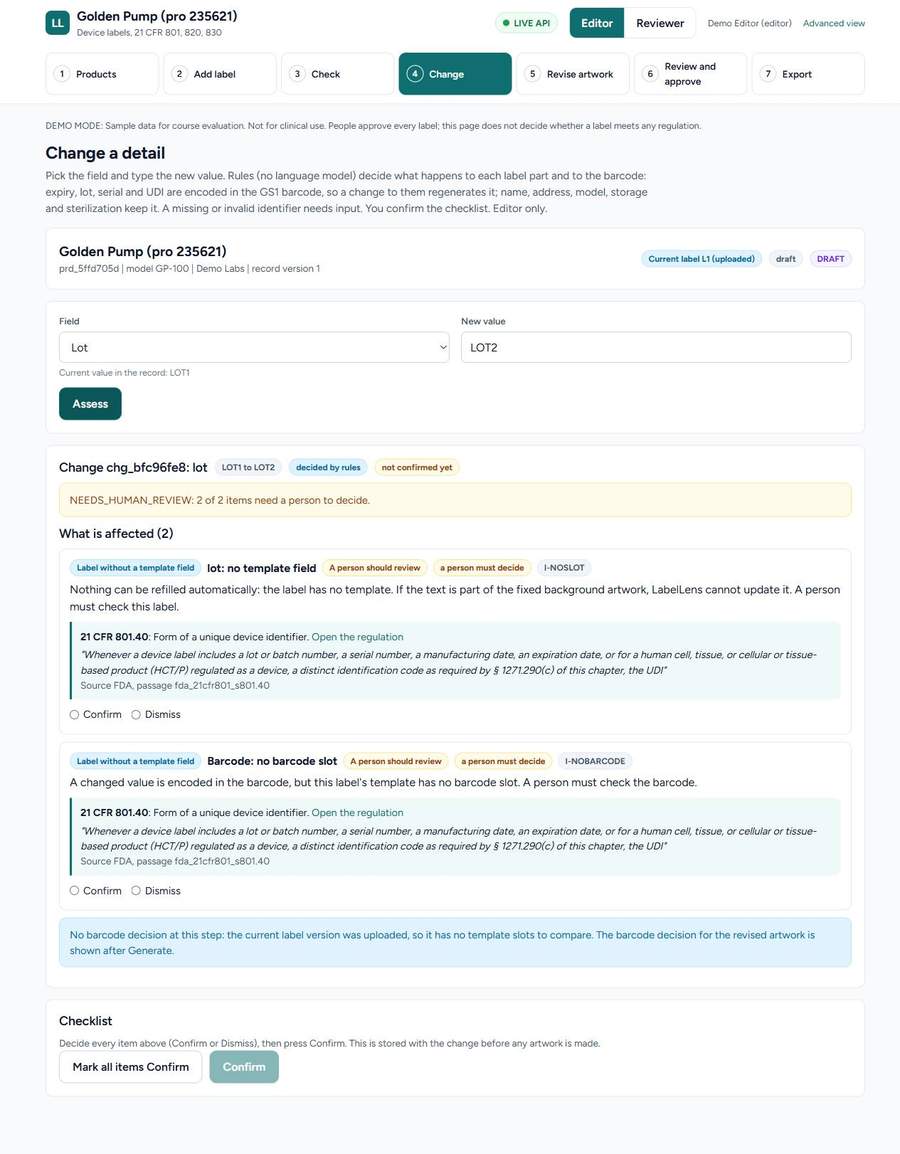 LL
Golden Pump (pro 235621)
Device labels, 21 CFR 801, 820, 830
LIVE API
Editor
Reviewer
Demo Editor (editor)
Advanced view
1 Products
2 Add label
3 Check
4 Change
5 Revise artwork
6 Review and
approve
7 Export
DEMO MODE: Sample data for course evaluation. Not for clinical use. People approve every label; this page does not decide whether a label meets any regulation.
Change a detail
Pick the field and type the new value. Rules (no language model) decide what happens to each label part and to the barcode:
expiry, lot, serial and UDI are encoded in the GS1 barcode, so a change to them regenerates it; name, address, model, storage
and sterilization keep it. A missing or invalid identifier needs input. You confirm the checklist. Editor only.
Golden Pump (pro 235621)
prd_5ffd705d | model GP-100 | Demo Labs | record version 1
Current label L1 (uploaded)
draft
DRAFT
Field
New value
Lot
LOT2
Current value in the record: LOT1
Assess
Change chg_bfc96fe8: lot
LOT1 to LOT2
decided by rules
not confirmed yet
NEEDS_HUMAN_REVIEW: 2 of 2 items need a person to decide.
What is affected (2)
Label without a template field
lot: no template field
A person should review
a person must decide
I-NOSLOT
Nothing can be refilled automatically: the label has no template. If the text is part of the fixed background artwork, LabelLens cannot update it. A person
must check this label.
21 CFR 801.40: Form of a unique device identifier. Open the regulation
"Whenever a device label includes a lot or batch number, a serial number, a manufacturing date, an expiration date, or for a human cell, tissue, or cellular or tissue-
based product (HCT/P) regulated as a device, a distinct identification code as required by § 1271.290(c) of this chapter, the UDI"
Source FDA, passage fda_21cfr801_s801.40
Confirm
Dismiss
Label without a template field
Barcode: no barcode slot
A person should review
a person must decide
I-NOBARCODE
A changed value is encoded in the barcode, but this label's template has no barcode slot. A person must check the barcode.
21 CFR 801.40: Form of a unique device identifier. Open the regulation
"Whenever a device label includes a lot or batch number, a serial number, a manufacturing date, an expiration date, or for a human cell, tissue, or cellular or tissue-
based product (HCT/P) regulated as a device, a distinct identification code as required by § 1271.290(c) of this chapter, the UDI"
Source FDA, passage fda_21cfr801_s801.40
Confirm
Dismiss
No barcode decision at this step: the current label version was uploaded, so it has no template slots to compare. The barcode decision for the revised artwork is
shown after Generate.
Checklist
Decide every item above (Confirm or Dismiss), then press Confirm. This is stored with the change before any artwork is made.
Mark all items Confirm
Confirm